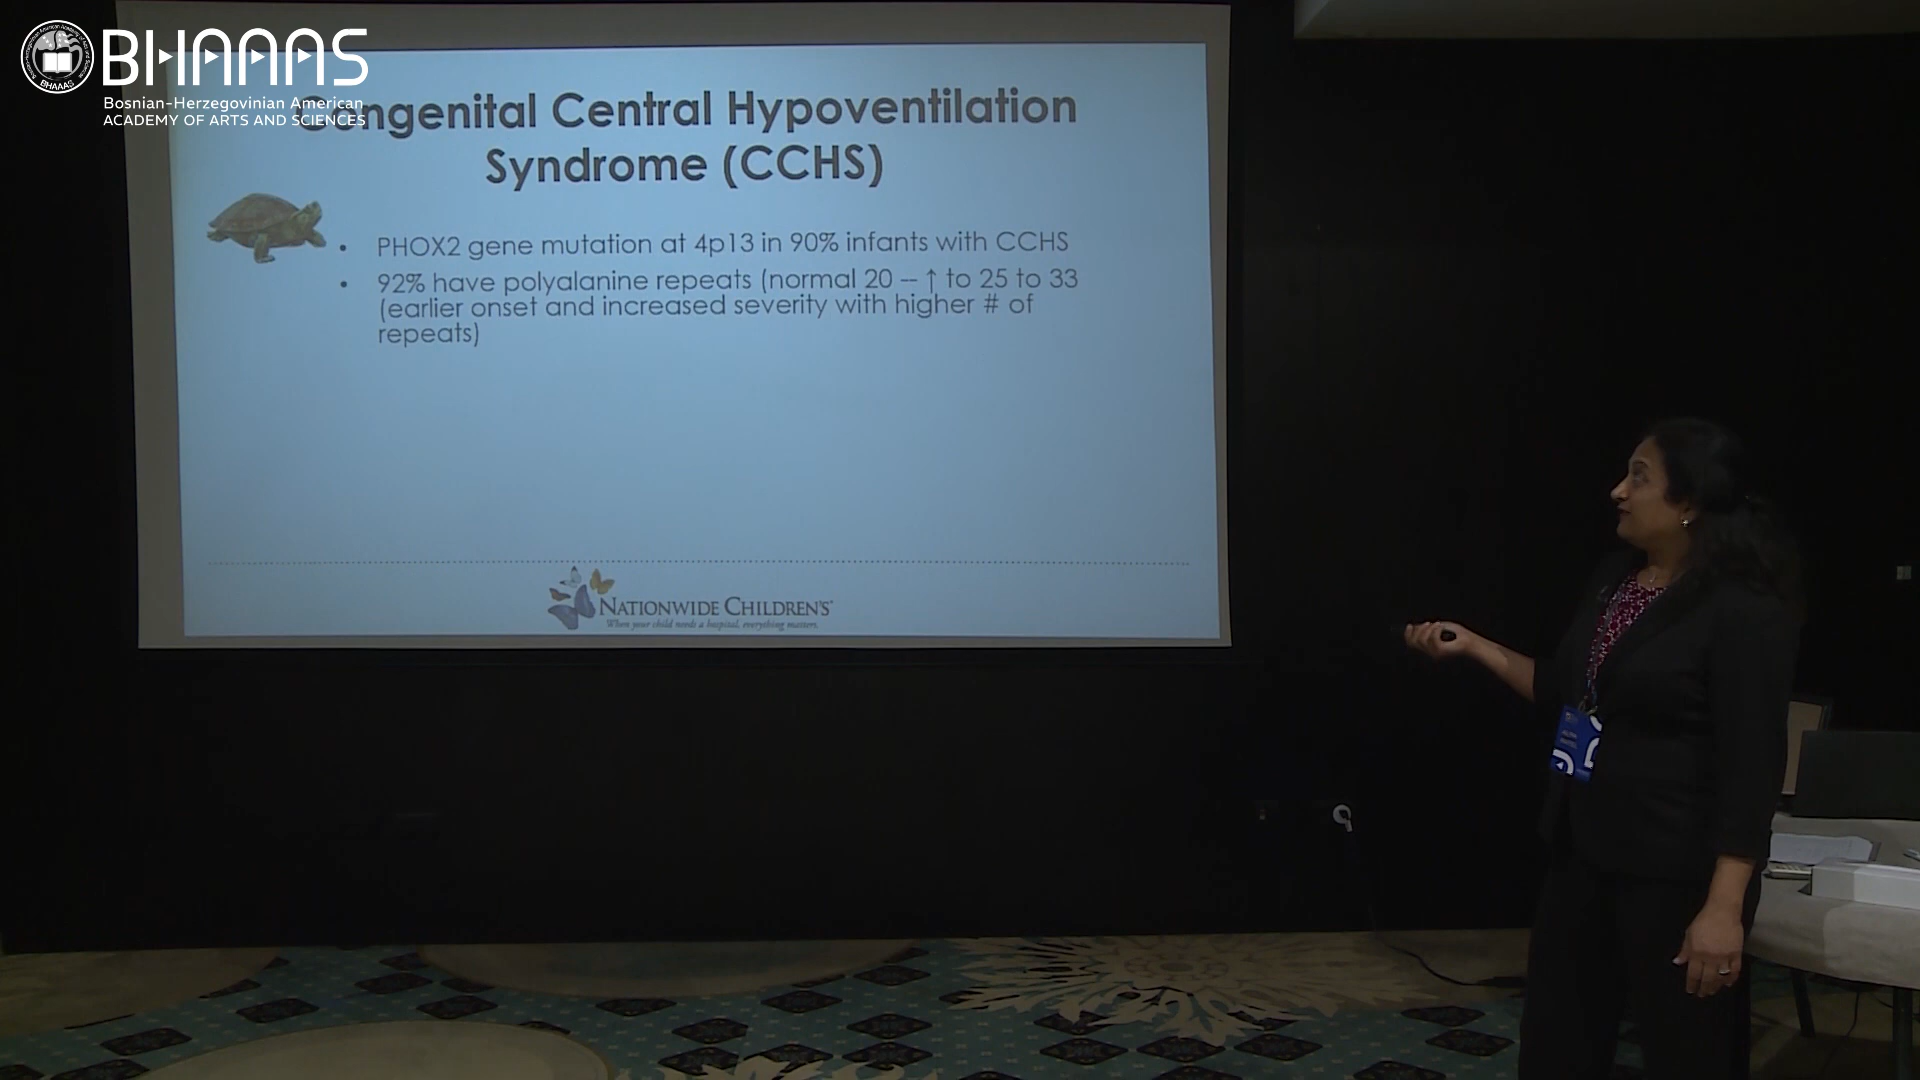 BHAAAS
Bosnian-Herzegovinian American
ACADEMY OF ARTS AND SCIENCES
BHAAAS
Congenital Central Hypoventilation
Syndrome (CCHS)
• PHOX2 gene mutation at 4p13 in 90% infants with CCHS
• 92% have polyalanine repeats (normal 20 -- ↑ to 25 to 33
(earlier onset and increased severity with higher # of
repeats)
NATIONWIDE CHILDREN'S
When your child needs a hospital, everything matters.